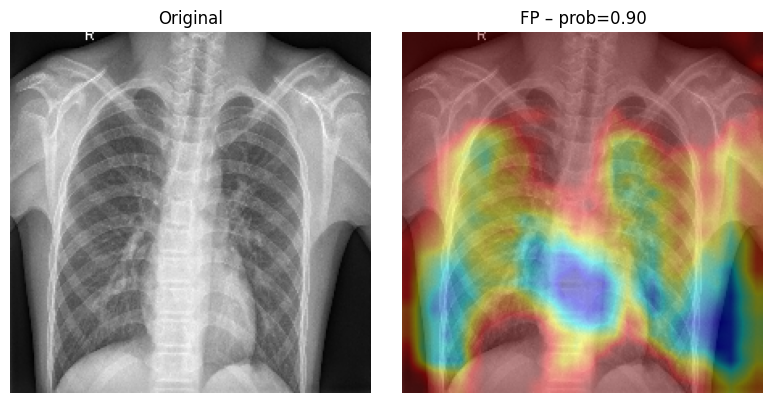 Original
FP – prob=0.90
R
R